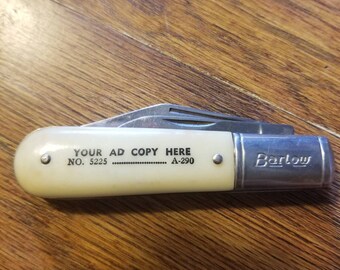 YOUR AD COPY HERE
NO. 5225 .......................... A-290
Barlow